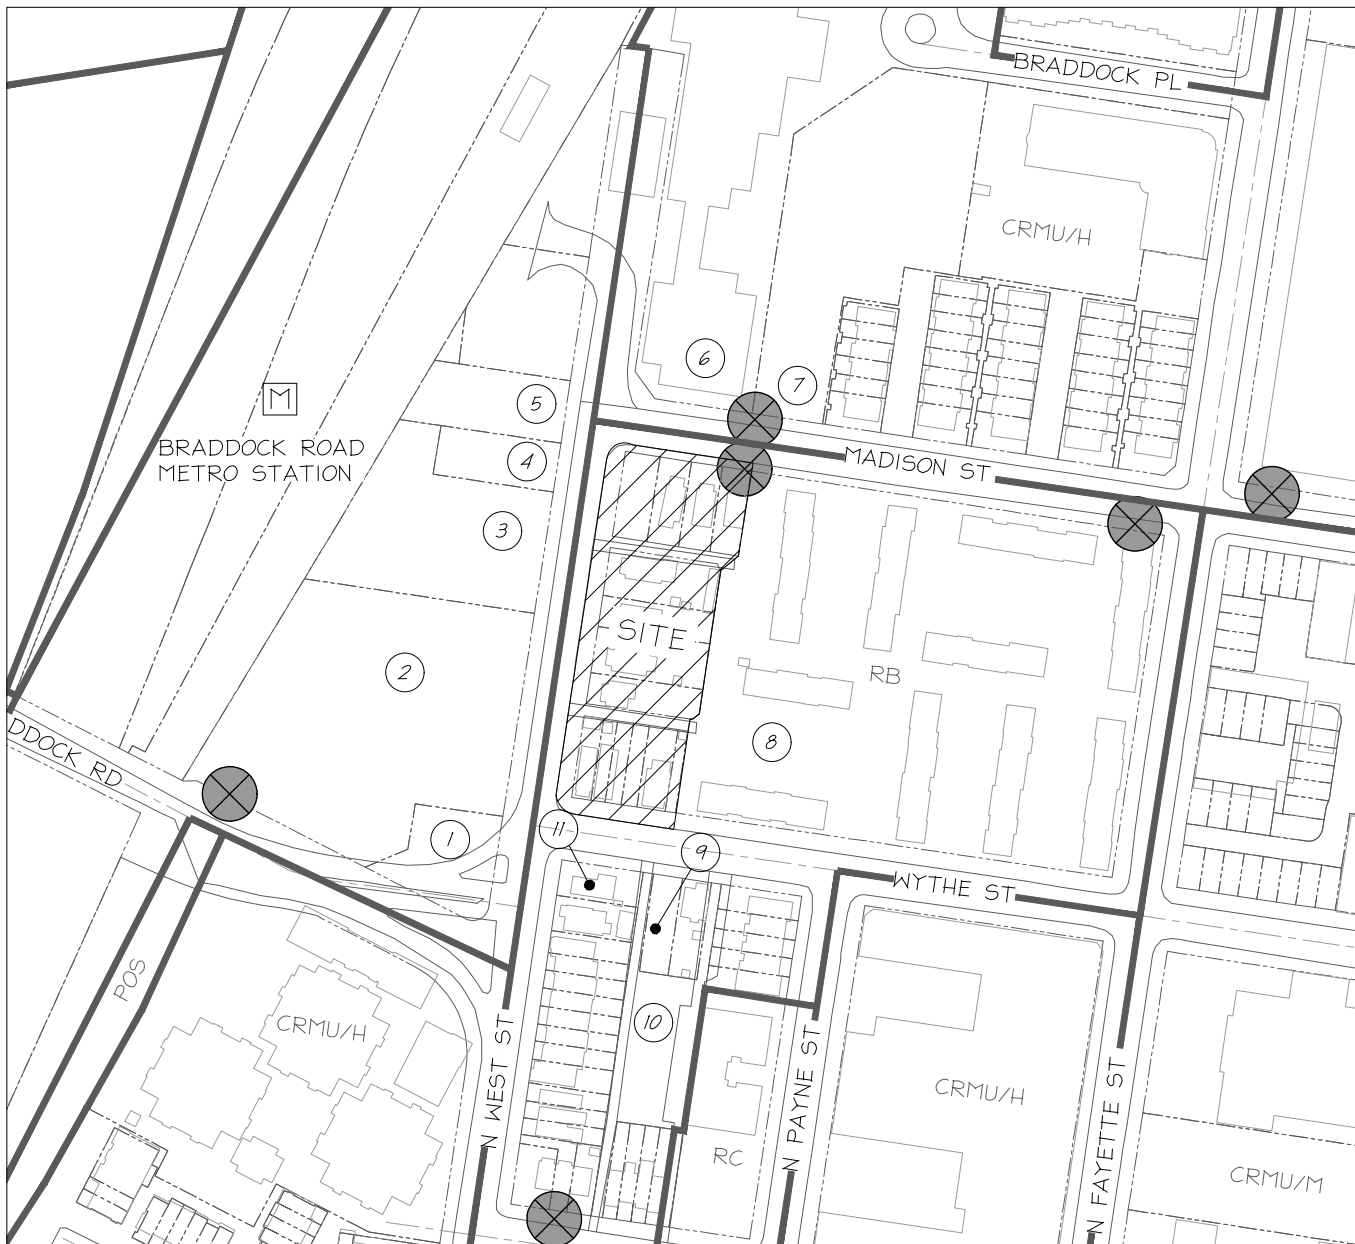 BRADDOCK PL
CRMU/H
6
7
M
5
BRADDOCK ROAD
METRO STATION
4
MADISON ST
3
SITE
2
RB
DDOCK RD
8
1
11
9
WYTHE ST
POS
CRMU/H
10
N WEST ST
N PAYNE ST
CRMU/H
N FAYETTE ST
RC
CRMU/M